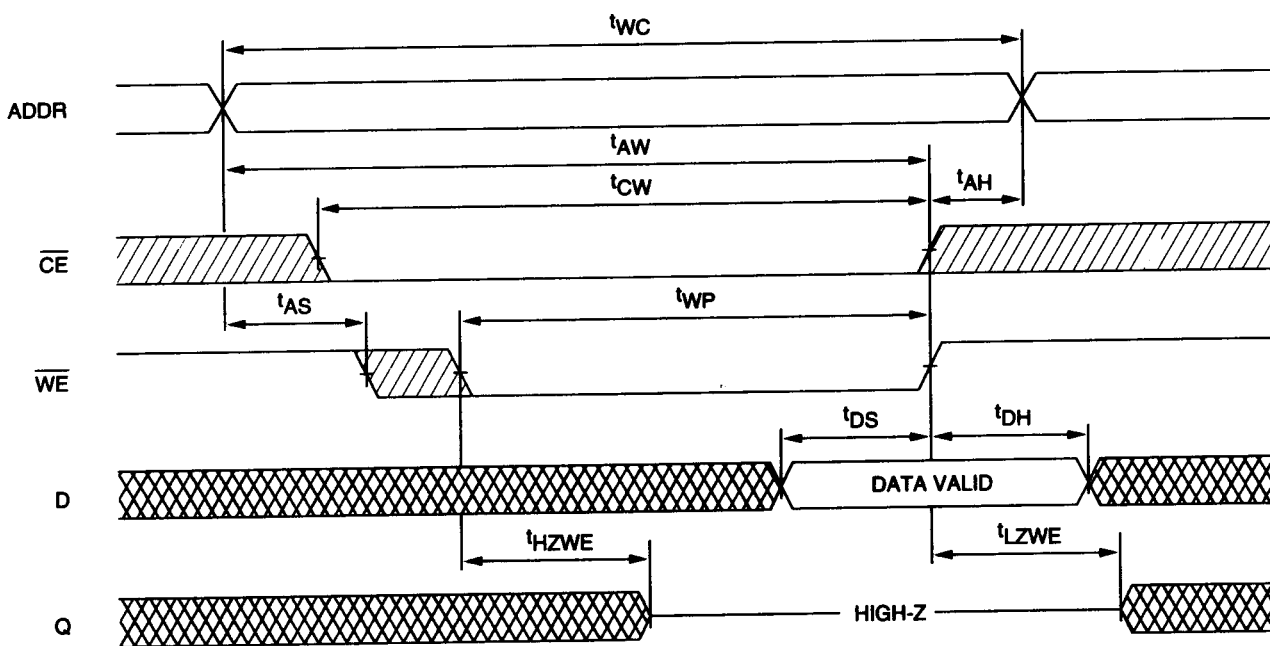 tWC
ADDR
tAW
tCW
tAH
CE
tAS
tWP
WE
tDS
tDH
D
DATA VALID
tHZWE
tLZWE
Q
HIGH-Z